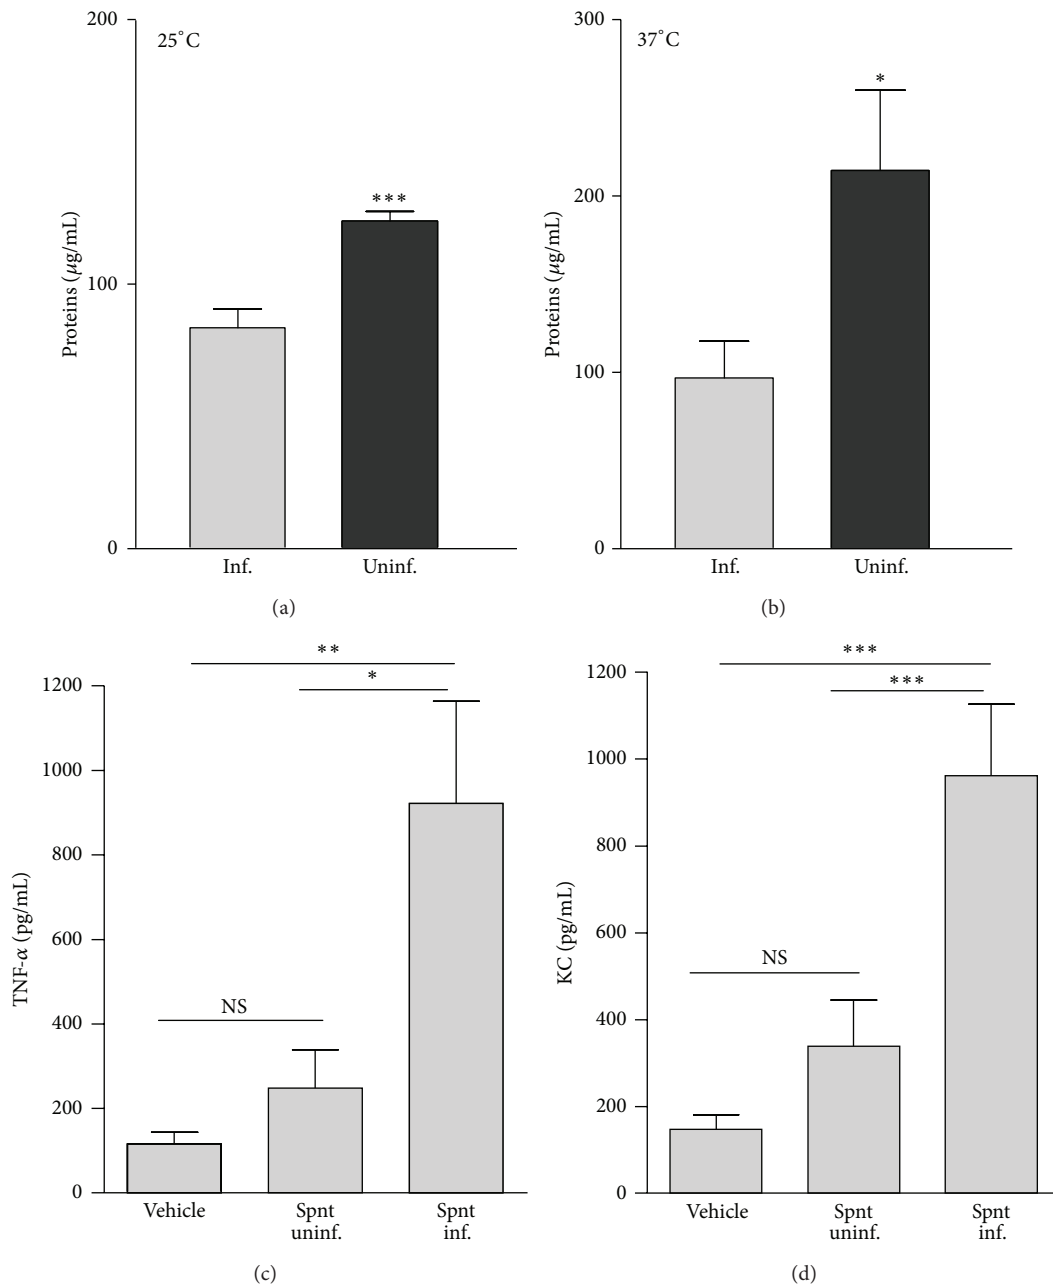 200
25°C
***
Proteins (μg/mL)
100
0
Inf.
Uninf.
(a)
300
37°C
*
200
Proteins (μg/mL)
100
0
Inf.
Uninf.
(b)
**
*
1200
1000
800
TNF-α (pg/mL)
600
NS
400
200
0
Vehicle
Spnt
uninf.
Spnt
inf.
(c)
***
***
1200
1000
800
KC (pg/mL)
600
NS
400
200
0
Vehicle
Spnt
uninf.
Spnt
inf.
(d)